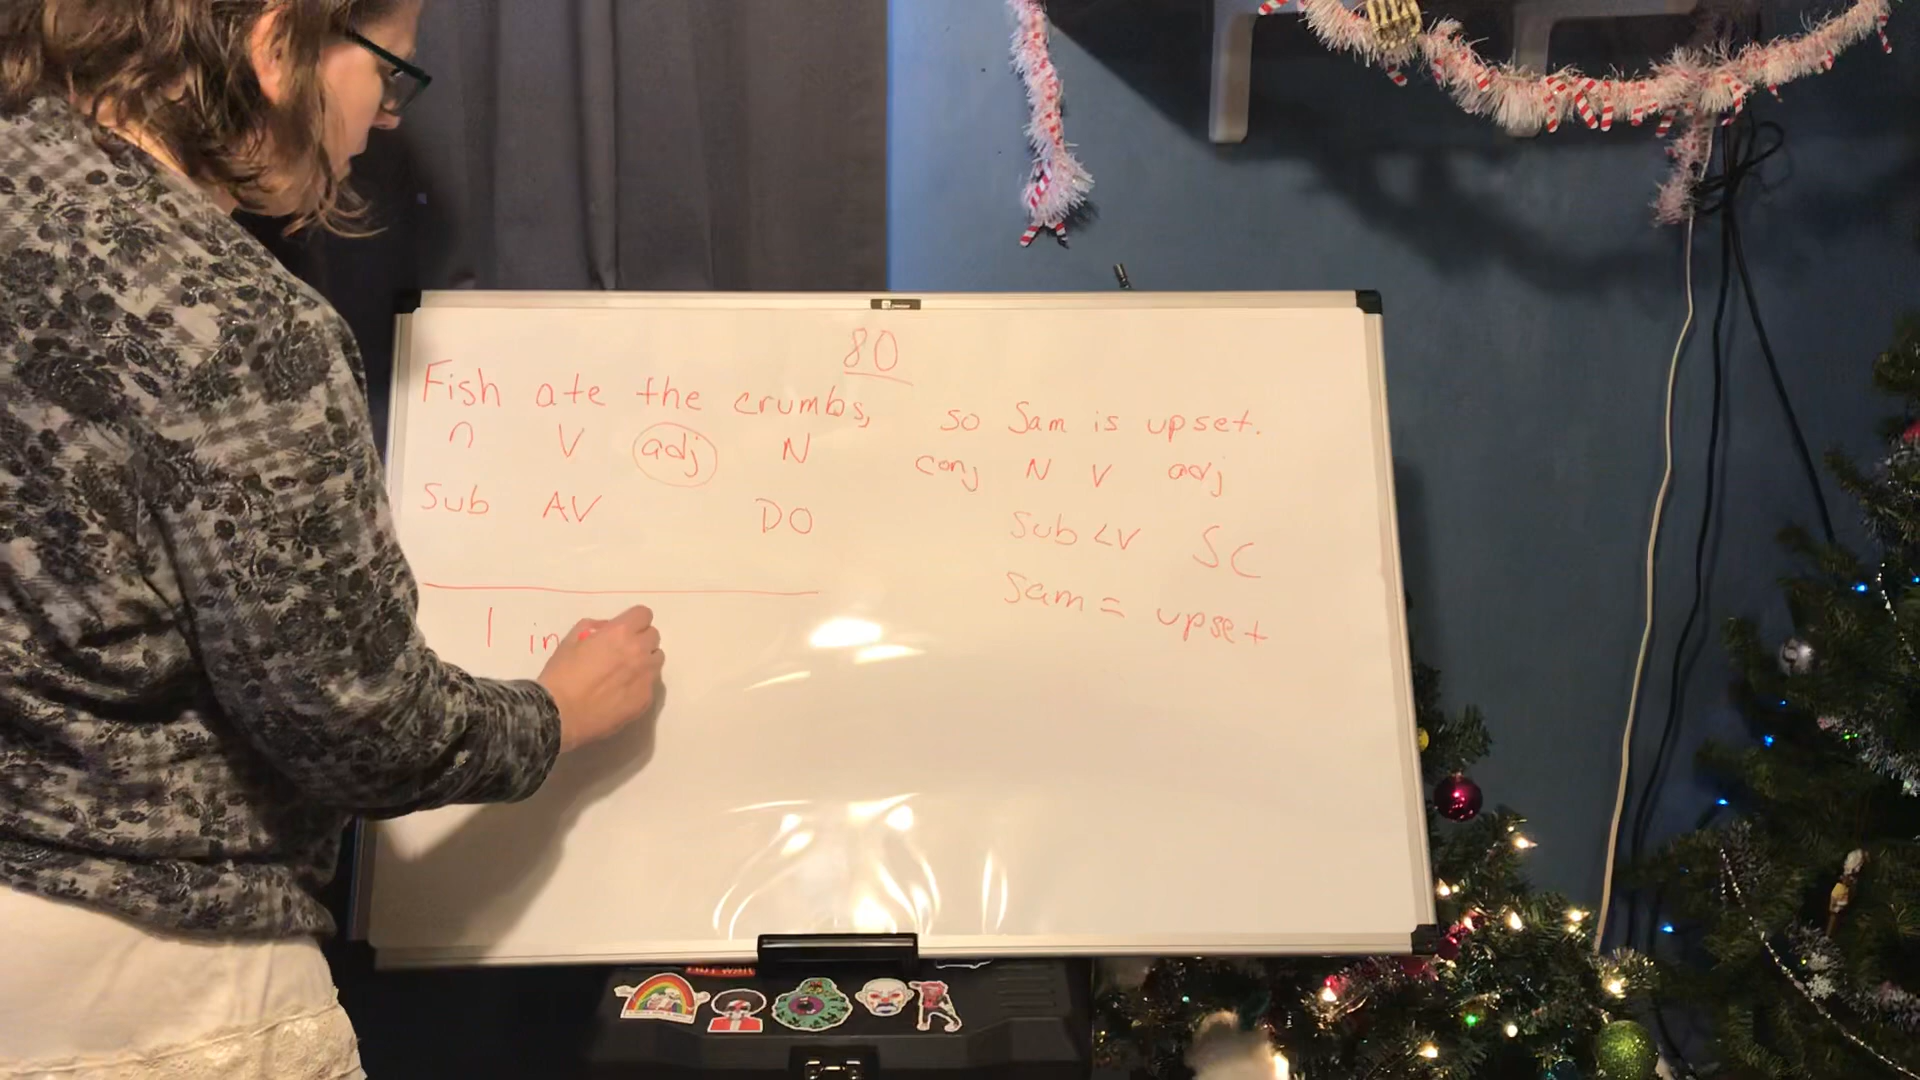 80
Fish ate the crumbs, so Sam is upset.
n V adj N conj N V adj
Sub AV DO Sub LV SC
Sam = upset
1 in